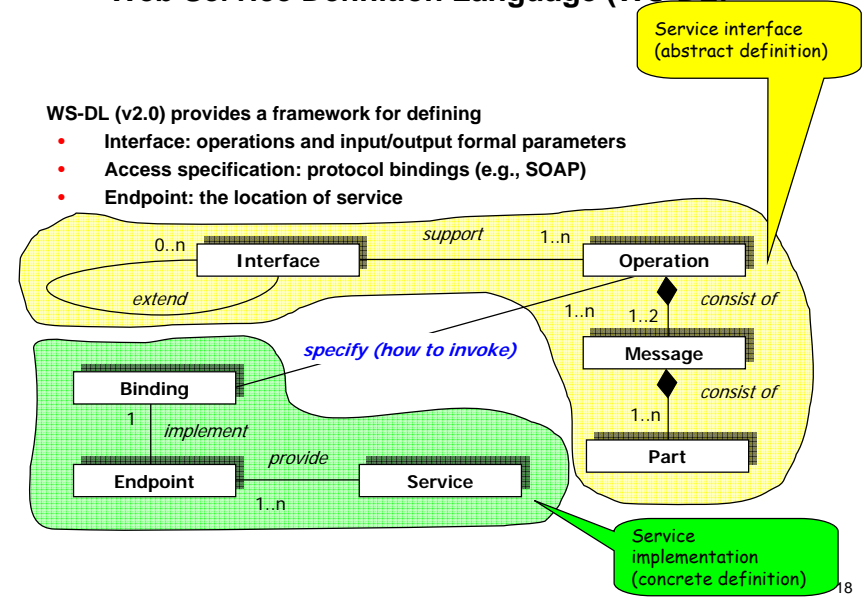 Web Service Definition Language (WS-DL)
Service interface
(abstract definition)
WS-DL (v2.0) provides a framework for defining
• Interface: operations and input/output formal parameters
• Access specification: protocol bindings (e.g., SOAP)
• Endpoint: the location of service
0..n
support
1..n
Interface
Operation
extend
consist of
1..n
1..2
specify (how to invoke)
Message
Binding
consist of
1
1..n
implement
Part
provide
Endpoint
Service
1..n
Service
implementation
(concrete definition)
18